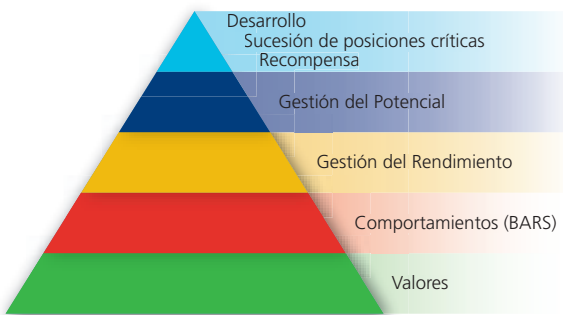 Desarrollo
Sucesión de posiciones críticas
Recompensa
Gestión del Potencial
Gestión del Rendimiento
Comportamientos (BARS)
Valores